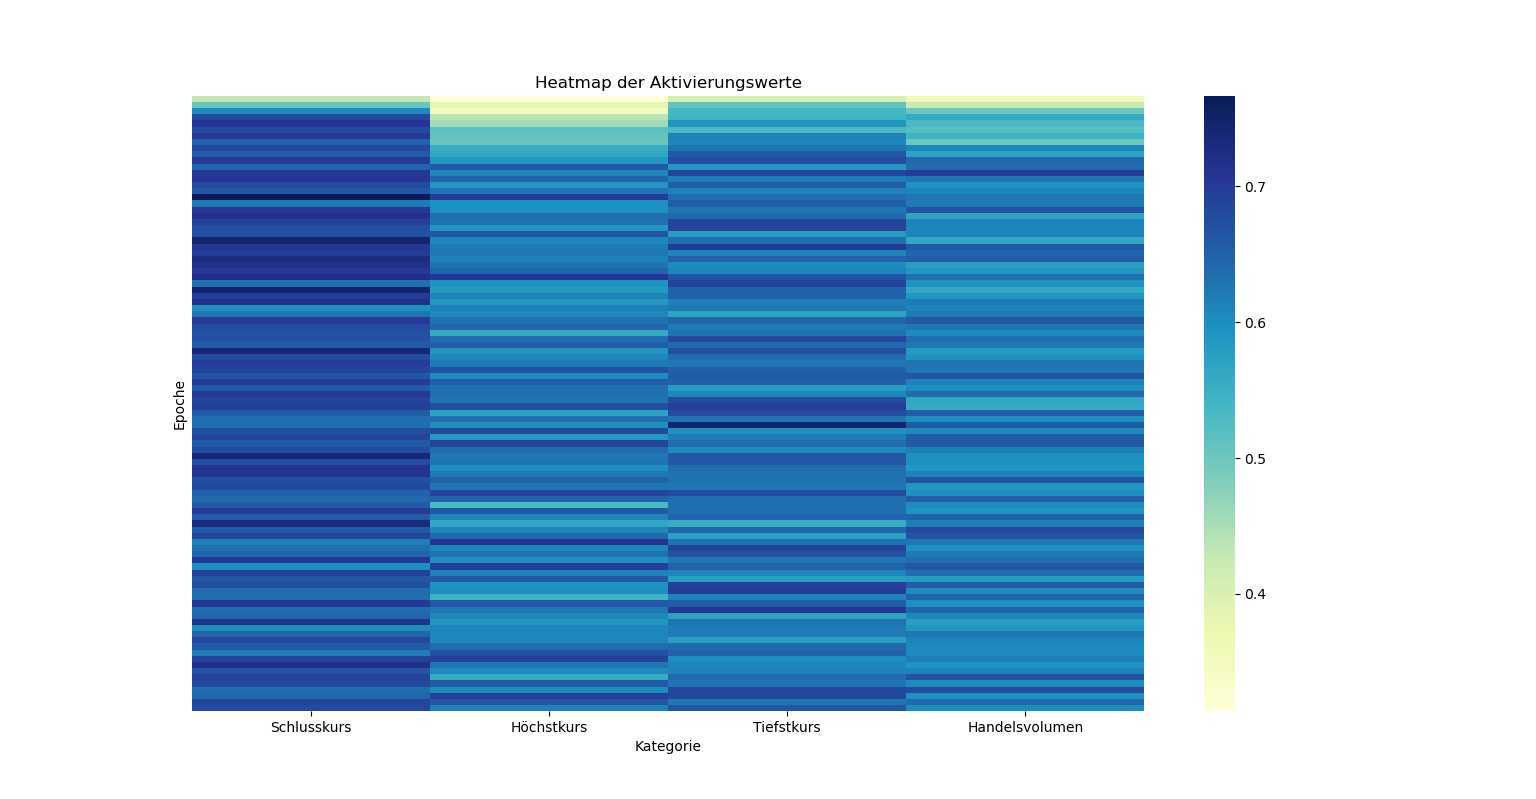 Heatmap der Aktivierungswerte
Epoche
0.7
0.6
0.5
0.4
Schlusskurs
Höchstkurs
Tiefstkurs
Handelsvolumen
Kategorie